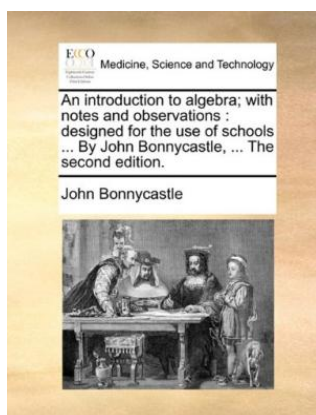 ECCO
Medicine, Science and Technology
An introduction to algebra; with
notes and observations :
designed for the use of schools
... By John Bonnycastle, ... The
second edition.
John Bonnycastle